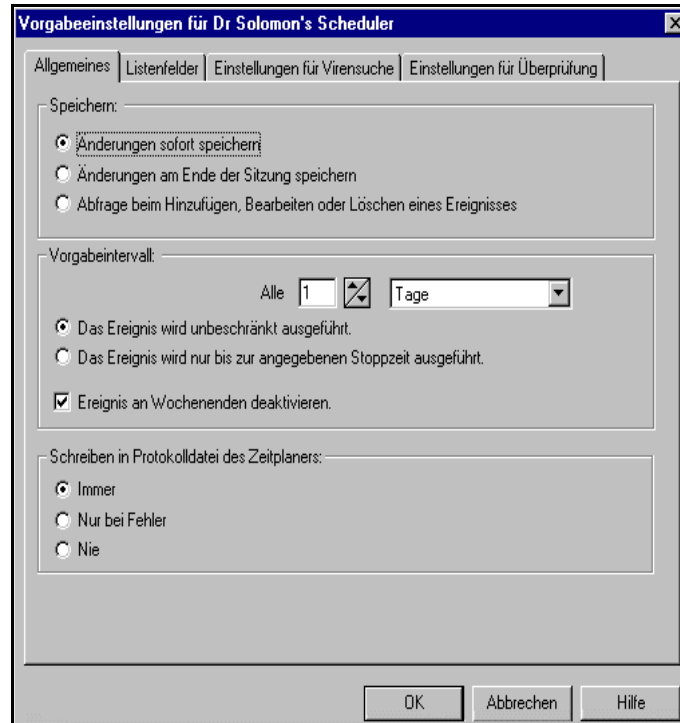 Vorgabeeinstellungen für Dr Solomon's Scheduler
Allgemeines Listenfelder Einstellungen für Virensuche Einstellungen für Überprüfung
Speichern:
Änderungen sofort speichern
Änderungen am Ende der Sitzung speichern
Abfrage beim Hinzufügen, Bearbeiten oder Löschen eines Ereignisses
Vorgabeintervall:
Alle 1 Tage
Das Ereignis wird unbeschränkt ausgeführt.
Das Ereignis wird nur bis zur angegebenen Stoppzeit ausgeführt.
Ereignis an Wochenenden deaktivieren.
Schreiben in Protokolldatei des Zeitplaners:
Immer
Nur bei Fehler
Nie
OK Abbrechen Hilfe